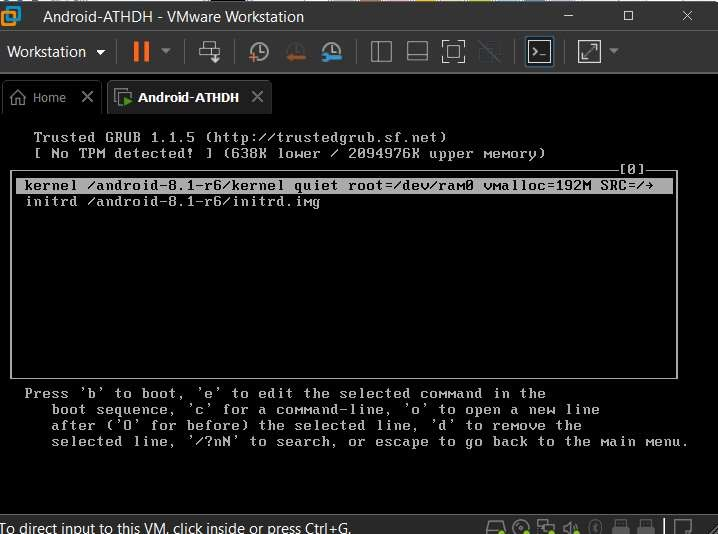 Android-ATHDH - VMware Workstation
Workstation
Home
Android-ATHDH
Trusted GRUB 1.1.5 (http://trustedgrub.sf.net)
[ No TPM detected! ] (638K lower / 2094976K upper memory)
[0]
kernel /android-8.1-r6/kernel quiet root=/dev/ram0 vmalloc=192M SRC=/→
initrd /android-8.1-r6/initrd.img
Press 'b' to boot, 'e' to edit the selected command in the
boot sequence, 'c' for a command-line, 'o' to open a new line
after ('O' for before) the selected line, 'd' to remove the
selected line, '/?nN' to search, or escape to go back to the main menu.
To direct input to this VM, click inside or press Ctrl+G.